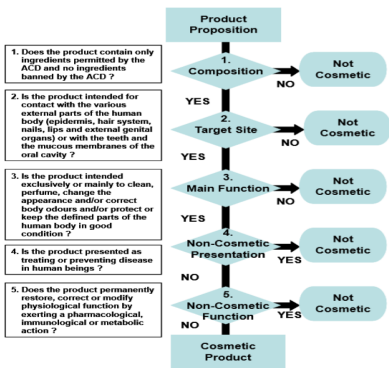 Product
Proposition
1. Does the product contain only
ingredients permitted by the
ACD and no ingredients
banned by the ACD ?
1.
Composition
NO
Not
Cosmetic
YES
2. Is the product intended for
contact with the various
external parts of the human
body (epidermis, hair system,
nails, lips and external genital
organs) or with the teeth and
the mucous membranes of the
oral cavity ?
2.
Target Site
NO
Not
Cosmetic
YES
3. Is the product intended
exclusively or mainly to clean,
perfume, change the
appearance and/or correct
body odours and/or protect or
keep the defined parts of the
human body in good
condition ?
3.
Main Function
NO
Not
Cosmetic
YES
4. Is the product presented as
treating or preventing disease
in human beings ?
4.
Non-Cosmetic
Presentation
YES
Not
Cosmetic
NO
5. Does the product permanently
restore, correct or modify
physiological function by
exerting a pharmacological,
immunological or metabolic
action ?
5.
Non-Cosmetic
Function
YES
Not
Cosmetic
NO
Cosmetic
Product